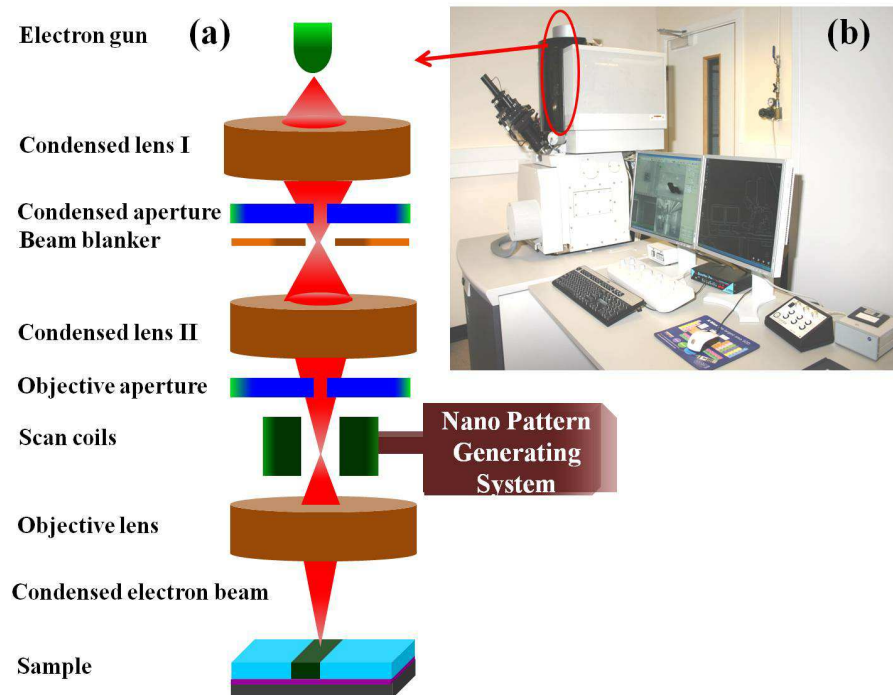 Electron gun
(a)
(b)
Condensed lens I
Condensed aperture
Beam blanker
Condensed lens II
Objective aperture
Scan coils
Nano Pattern
Generating
System
Objective lens
Condensed electron beam
Sample